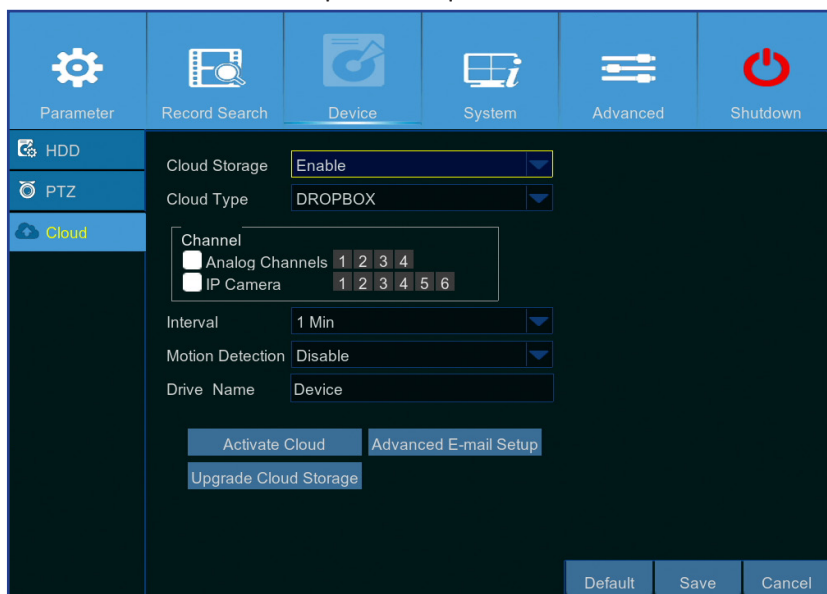 Parameter Record Search Device System Advanced Shutdown
HDD
PTZ
Cloud
Cloud Storage Enable
Cloud Type DROPBOX
Channel
Analog Channels 1 2 3 4
IP Camera 1 2 3 4 5 6
Interval 1 Min
Motion Detection Disable
Drive Name Device
Activate Cloud Advanced E-mail Setup
Upgrade Cloud Storage
Default Save Cancel